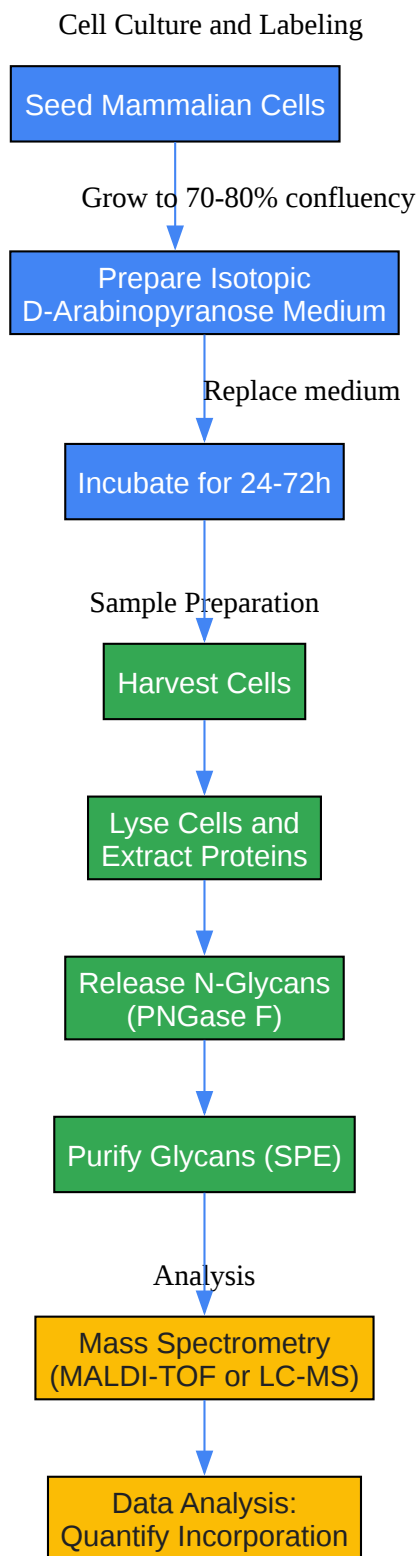 Cell Culture and Labeling
Seed Mammalian Cells
Grow to 70-80% confluency
Prepare Isotopic
D-Arabinopyranose Medium
Replace medium
Incubate for 24-72h
Sample Preparation
Harvest Cells
Lyse Cells and
Extract Proteins
Release N-Glycans
(PNGase F)
Purify Glycans (SPE)
Analysis
Mass Spectrometry
(MALDI-TOF or LC-MS)
Data Analysis:
Quantify Incorporation